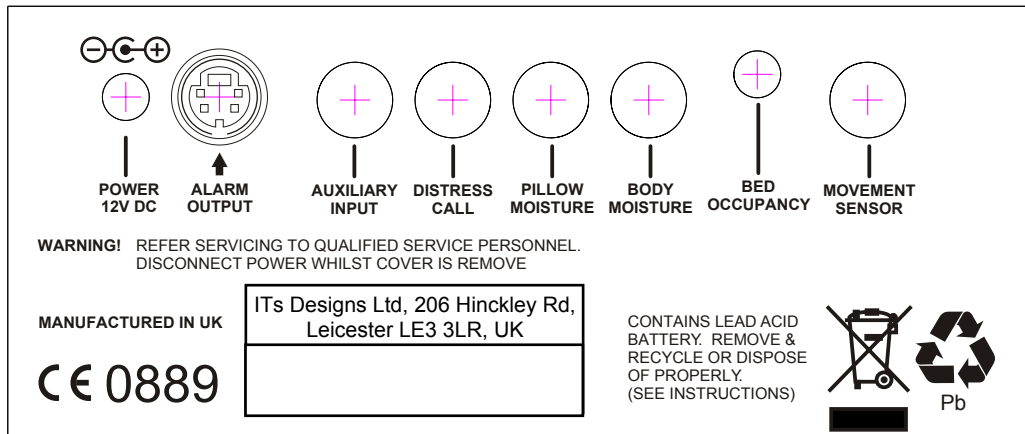 POWER
12V DC
ALARM
OUTPUT
AUXILIARY
INPUT
DISTRESS
CALL
PILLOW
MOISTURE
BODY
MOISTURE
BED
OCCUPANCY
MOVEMENT
SENSOR
WARNING! REFER SERVICING TO QUALIFIED SERVICE PERSONNEL.
DISCONNECT POWER WHILST COVER IS REMOVE
MANUFACTURED IN UK
ITs Designs Ltd, 206 Hinckley Rd,
Leicester LE3 3LR, UK
CE 0889
CONTAINS LEAD ACID
BATTERY. REMOVE &
RECYCLE OR DISPOSE
OF PROPERLY.
(SEE INSTRUCTIONS)
Pb